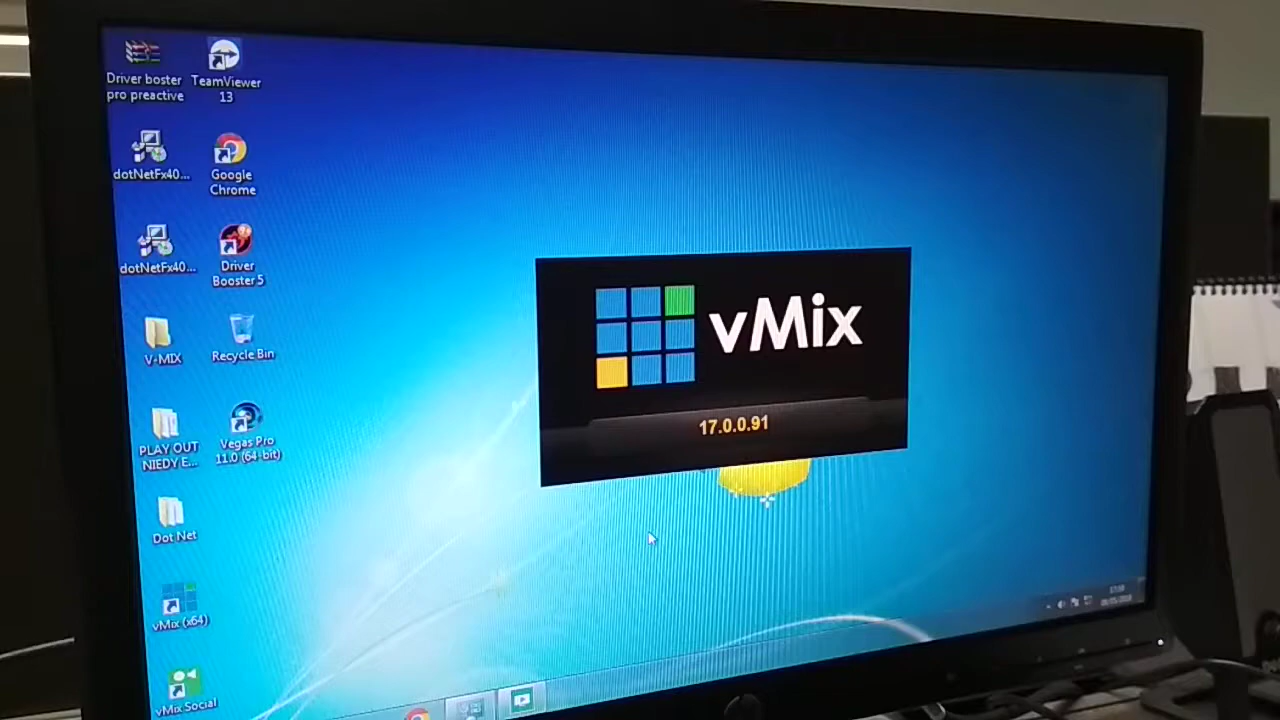 Driver boster
pro preactive
TeamViewer
13
dotNetFx40...
Google
Chrome
dotNetFx40...
Driver
Booster 5
V-MIX
Recycle Bin
PLAY OUT
NIEDY E...
Vegas Pro
11.0 (64-bit)
Dot Net
vMix (x64)
vMix Social
vMix
17.0.0.91